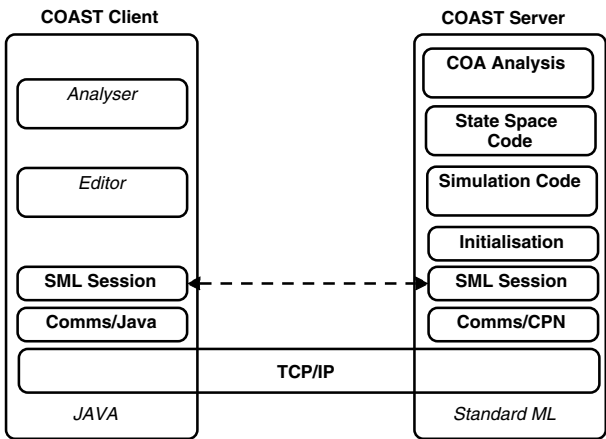 COAST Client
Analyser
Editor
SML Session
Comms/Java
JAVA
COAST Server
COA Analysis
State Space
Code
Simulation Code
Initialisation
SML Session
Comms/CPN
TCP/IP
Standard ML